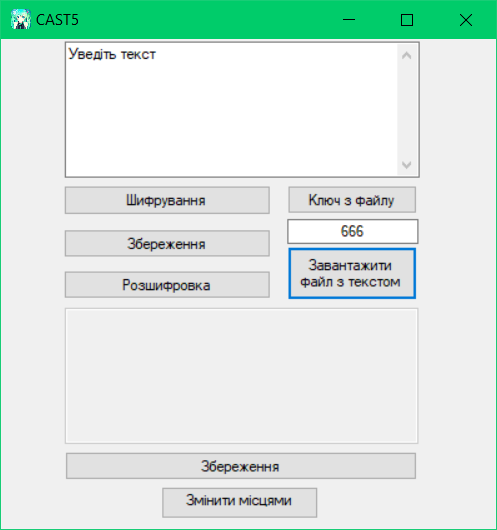 CAST5
Уведіть текст
Шифрування
Ключ з файлу
666
Збереження
Завантажити
файл з текстом
Розшифровка
Збереження
Змінити місцями